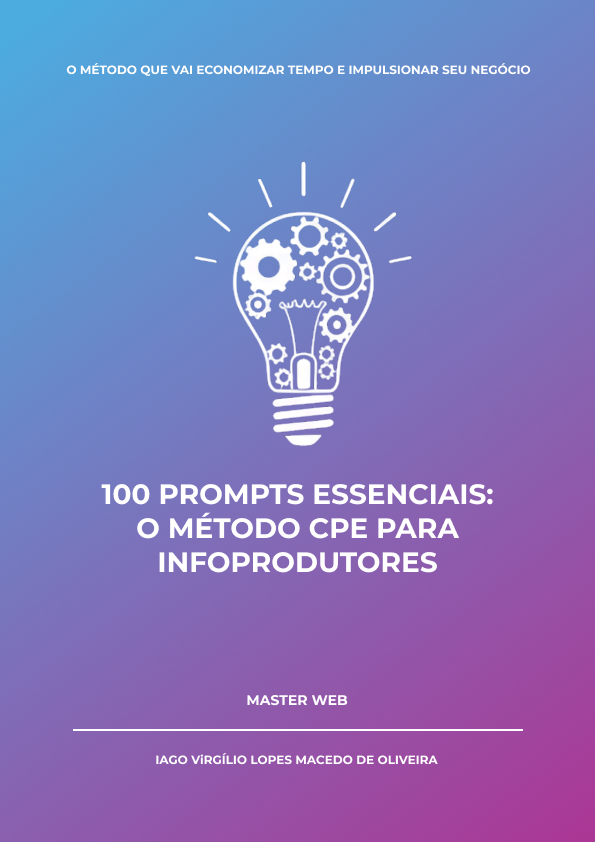 O MÉTODO QUE VAI ECONOMIZAR TEMPO E IMPULSIONAR SEU NEGÓCIO
100 PROMPTS ESSENCIAIS:
O MÉTODO CPE PARA
INFOPRODUTORES
MASTER WEB
IAGO ViRGÍLIO LOPES MACEDO DE OLIVEIRA